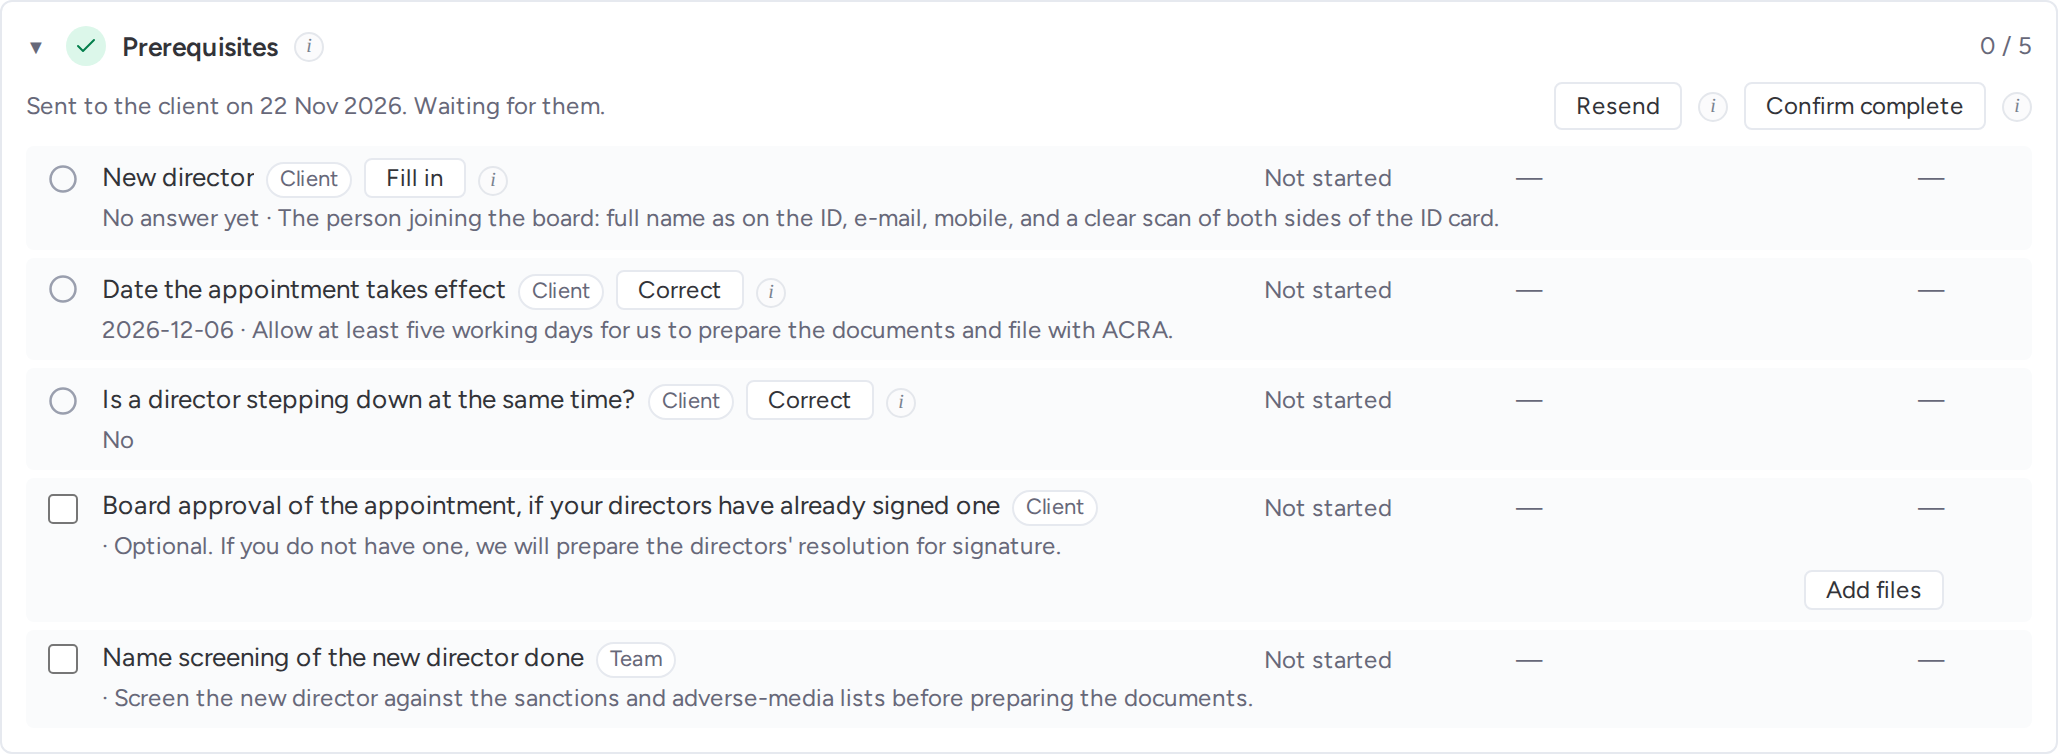 ▼ Prerequisites i 0 / 5
Sent to the client on 22 Nov 2026. Waiting for them. Resend i Confirm complete i
New director Client Fill in i Not started — —
No answer yet · The person joining the board: full name as on the ID, e-mail, mobile, and a clear scan of both sides of the ID card.
Date the appointment takes effect Client Correct i Not started — —
2026-12-06 · Allow at least five working days for us to prepare the documents and file with ACRA.
Is a director stepping down at the same time? Client Correct i Not started — —
No
Board approval of the appointment, if your directors have already signed one Client Not started — —
· Optional. If you do not have one, we will prepare the directors' resolution for signature.
Add files
Name screening of the new director done Team Not started — —
· Screen the new director against the sanctions and adverse-media lists before preparing the documents.